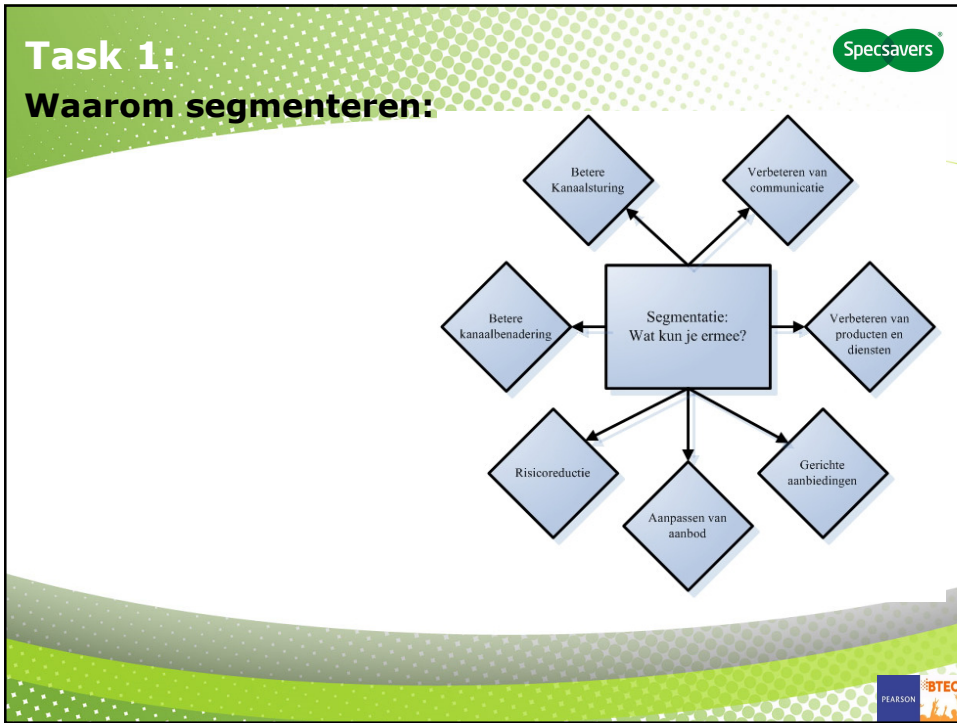 Task 1:
Specsavers
Waarom segmenteren:
Betere
Kanaalsturing
Verbeteren van
communicatie
Betere
kanaalbenadering
Segmentatie:
Wat kun je ermee?
Verbeteren van
producten en
diensten
Risicoreductie
Aanpassen van
aanbod
Gerichte
aanbiedingen
PEARSON
BTEC